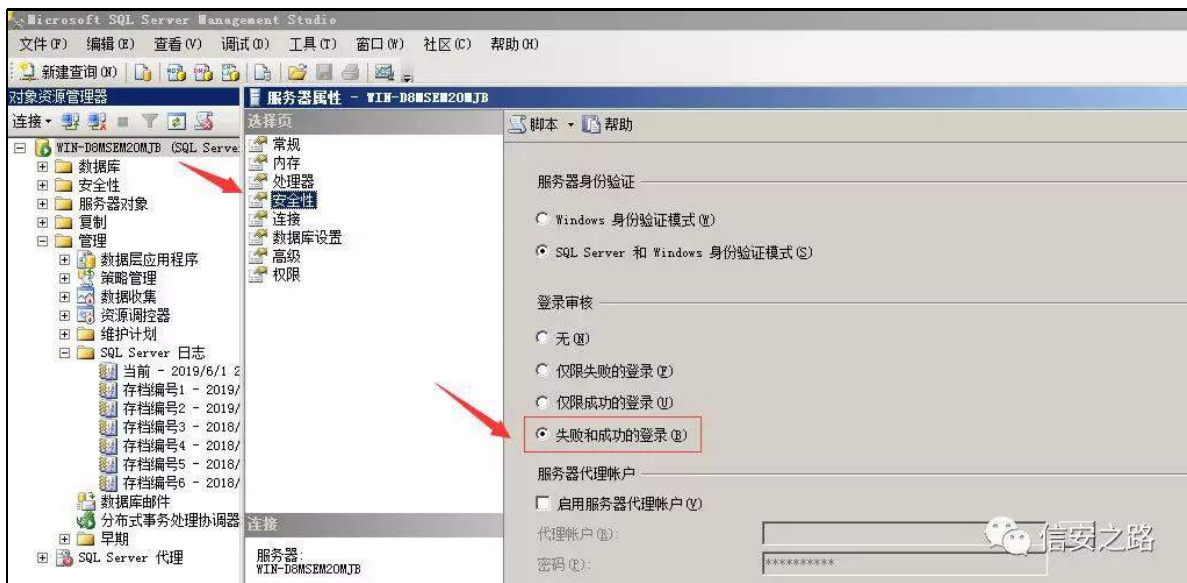 Microsoft SQL Server Management Studio
文件(F) 编辑(E) 查看(V) 调试(D) 工具(T) 窗口(W) 社区(C) 帮助(H)
新建查询(N)
对象资源管理器
连接
WIN-D8MSEM2OMJB (SQL Serve
数据库
安全性
服务器对象
复制
管理
数据层应用程序
策略管理
数据收集
资源调控器
维护计划
SQL Server 日志
当前 - 2019/6/1 2
存档编号1 - 2019/
存档编号2 - 2019/
存档编号3 - 2018/
存档编号4 - 2018/
存档编号5 - 2018/
存档编号6 - 2018/
数据库邮件
分布式事务处理协调器
早期
SQL Server 代理
服务器属性 - WIN-D8MSEM2OMJB
选择页
常规
内存
处理器
安全性
连接
数据库设置
高级
权限
连接
服务器:
WIN-D8MSEM2OMJB
脚本 帮助
服务器身份验证
Windows 身份验证模式(W)
SQL Server 和 Windows 身份验证模式(S)
登录审核
无(N)
仅限失败的登录(F)
仅限成功的登录(U)
失败和成功的登录(B)
服务器代理帐户
启用服务器代理帐户(V)
代理帐户(R):
密码(P):
**********
信安之路